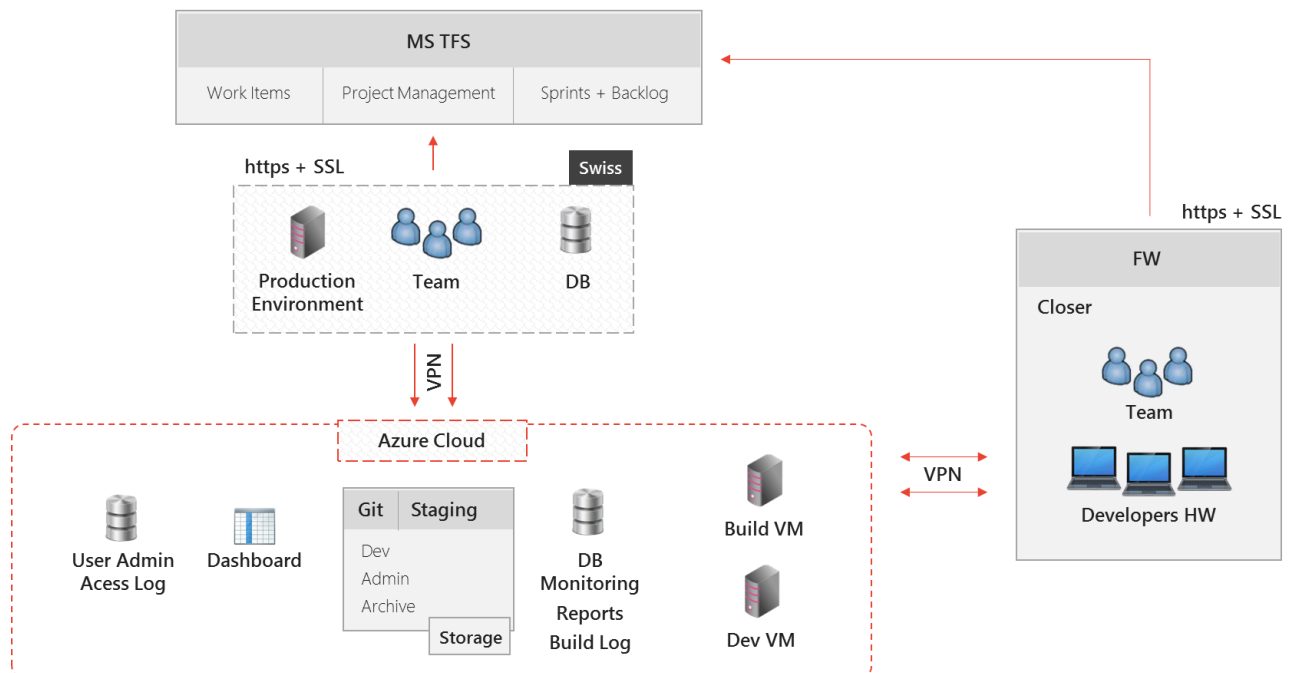 MS TFS
Work Items
Project Management
Sprints + Backlog
https + SSL
Swiss
Production
Environment
Team
DB
VPN
https + SSL
FW
Closer
Team
Developers HW
VPN
Azure Cloud
User Admin
Acess Log
Dashboard
Git
Staging
Dev
Admin
Archive
Storage
DB
Monitoring
Reports
Build Log
Build VM
Dev VM